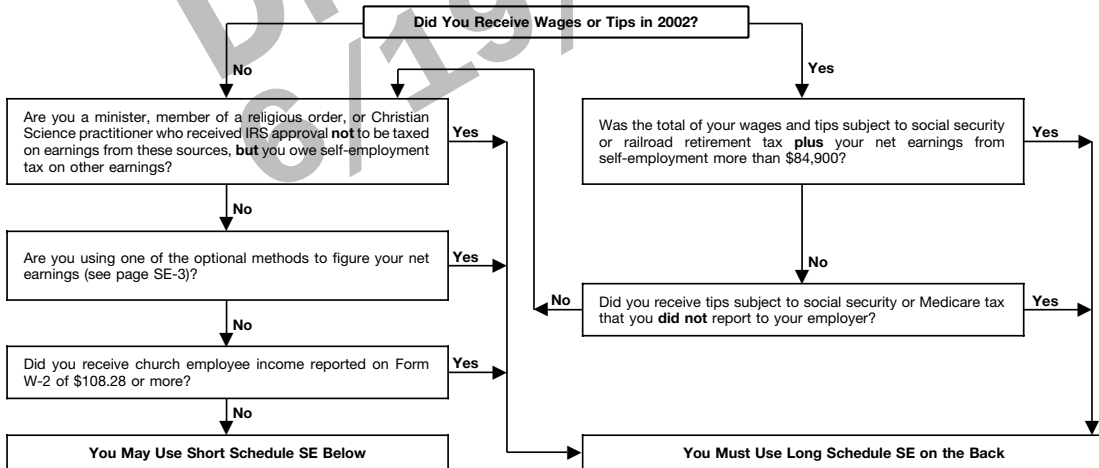 Did You Receive Wages or Tips in 2002?
No
Yes
Are you a minister, member of a religious order, or Christian
Science practitioner who received IRS approval not to be taxed
on earnings from these sources, but you owe self-employment
tax on other earnings?
Yes
Was the total of your wages and tips subject to social security
or railroad retirement tax plus your net earnings from
self-employment more than $84,900?
Yes
No
No
Are you using one of the optional methods to figure your net
earnings (see page SE-3)?
Yes
No
Did you receive tips subject to social security or Medicare tax
that you did not report to your employer?
Yes
No
Did you receive church employee income reported on Form
W-2 of $108.28 or more?
Yes
No
You May Use Short Schedule SE Below
You Must Use Long Schedule SE on the Back